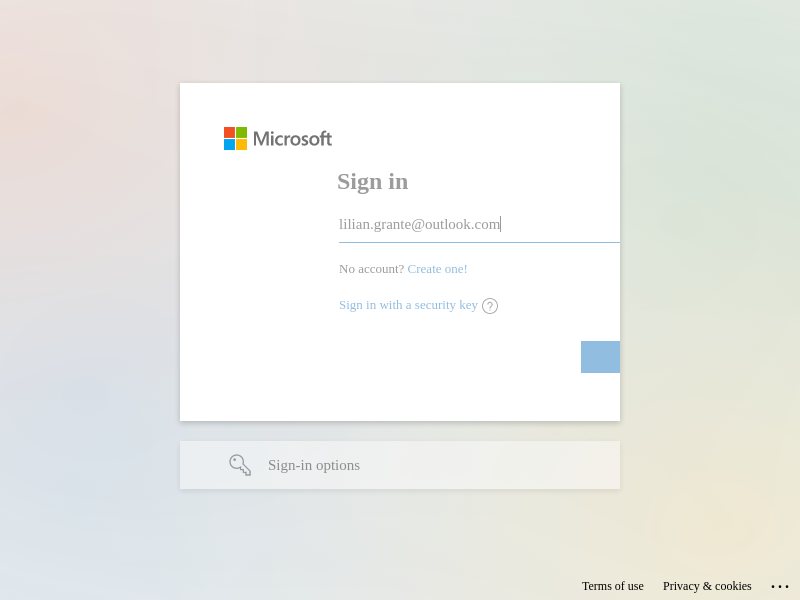 Microsoft
Sign in
lilian.grante@outlook.com
No account? Create one!
Sign in with a security key
Sign-in options
Terms of use Privacy & cookies